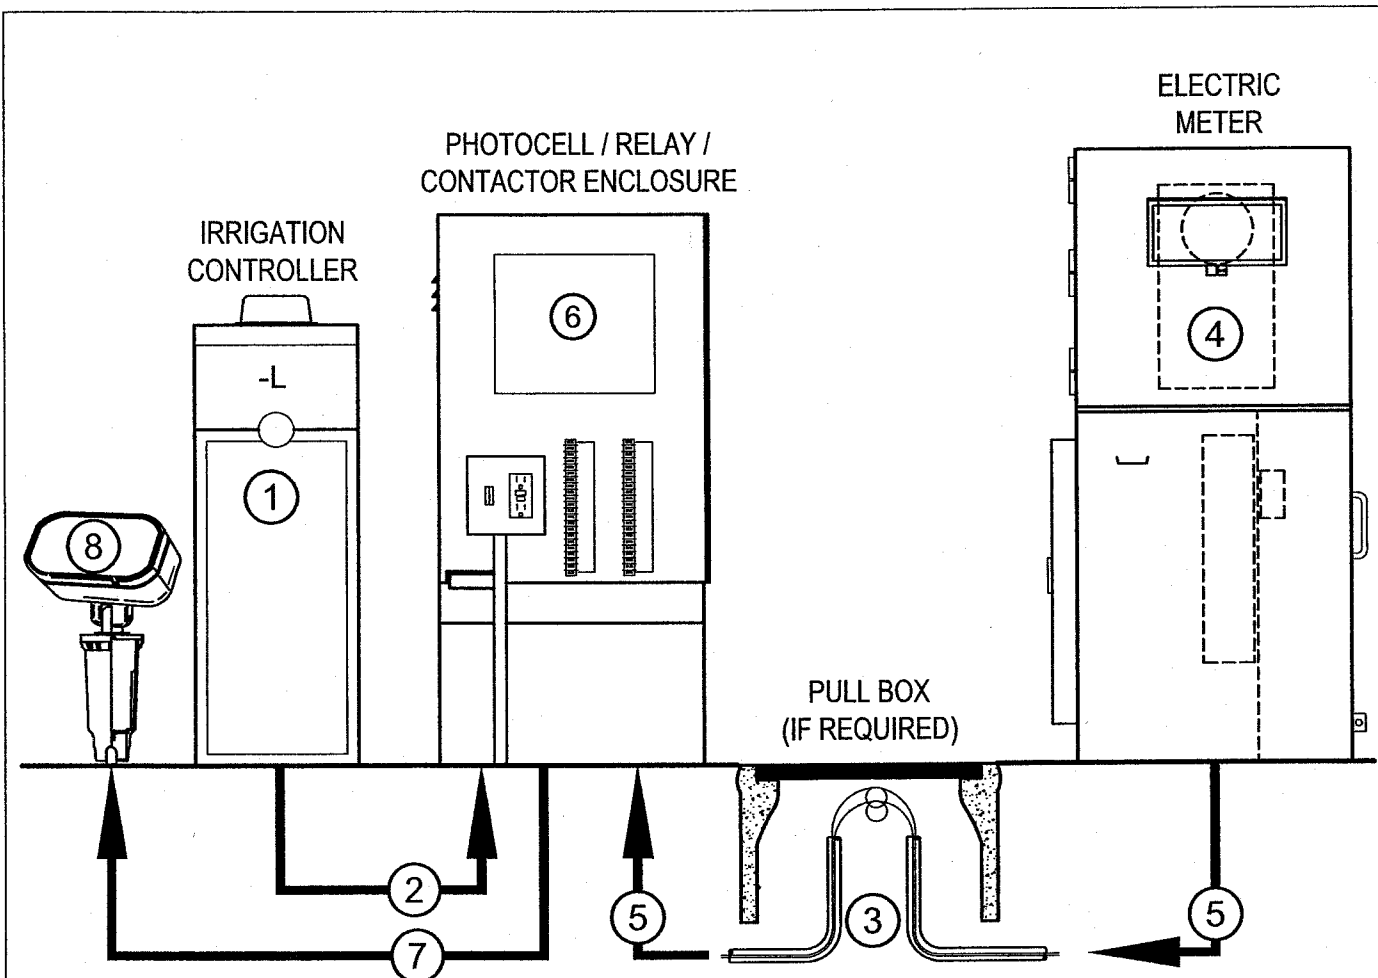 ELECTRIC
METER
PHOTOCELL / RELAY /
CONTACTOR ENCLOSURE
IRRIGATION
CONTROLLER
6
4
-L
1
8
PULL BOX
(IF REQUIRED)
2
5
3
5
7